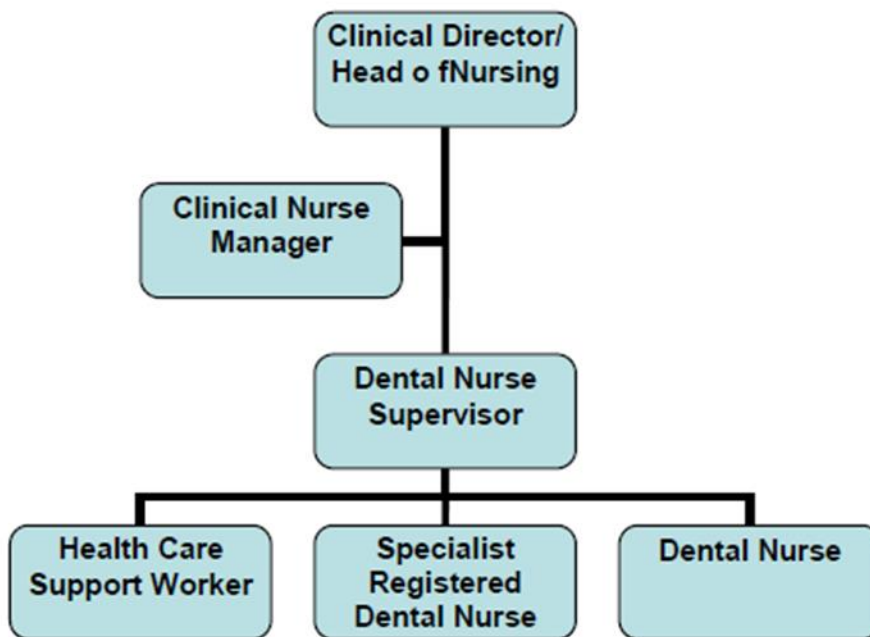 Clinical Director/
Head o fNursing
Clinical Nurse
Manager
Dental Nurse
Supervisor
Health Care
Support Worker
Specialist
Registered
Dental Nurse
Dental Nurse